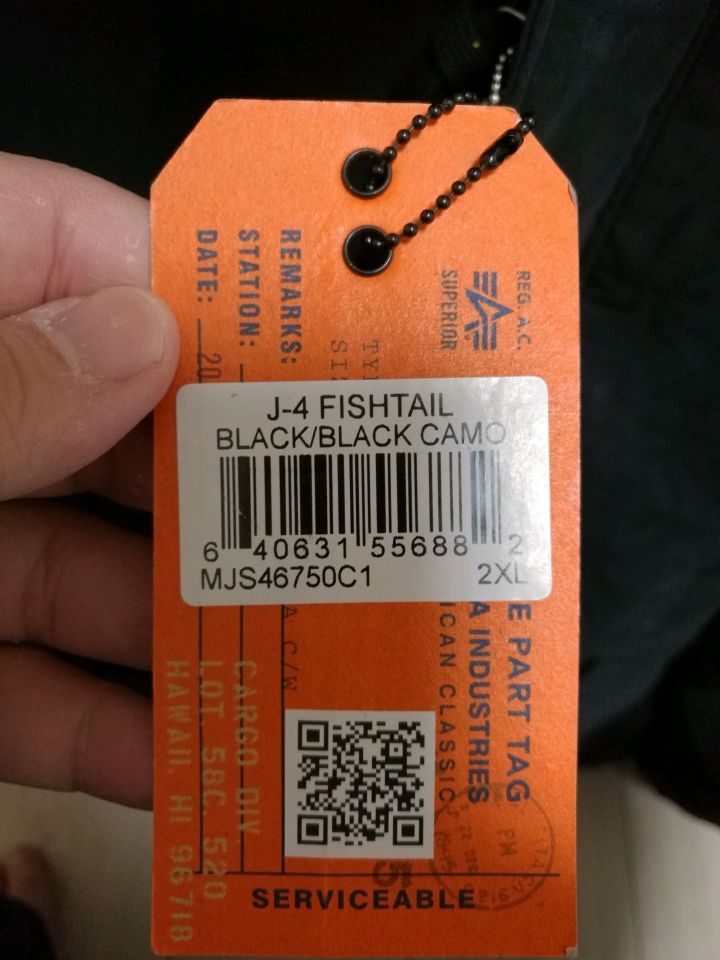 J-4 FISHTAIL
BLACK/BLACK CAMO
6 40631 55688 2
MJS46750C1 2XL
REG. A.C.
SUPERIOR
E PART TAG
A INDUSTRIES
ICAN CLASSIC
REMARKS:
STATION:
DATE: 20
A C/W
CARGO DIV.
LOT. 58C 520
HAWAII. HI 96718
SERVICEABLE